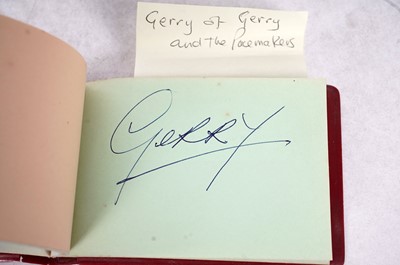 Gerry of Gerry
and the Pacemakers
GERRY